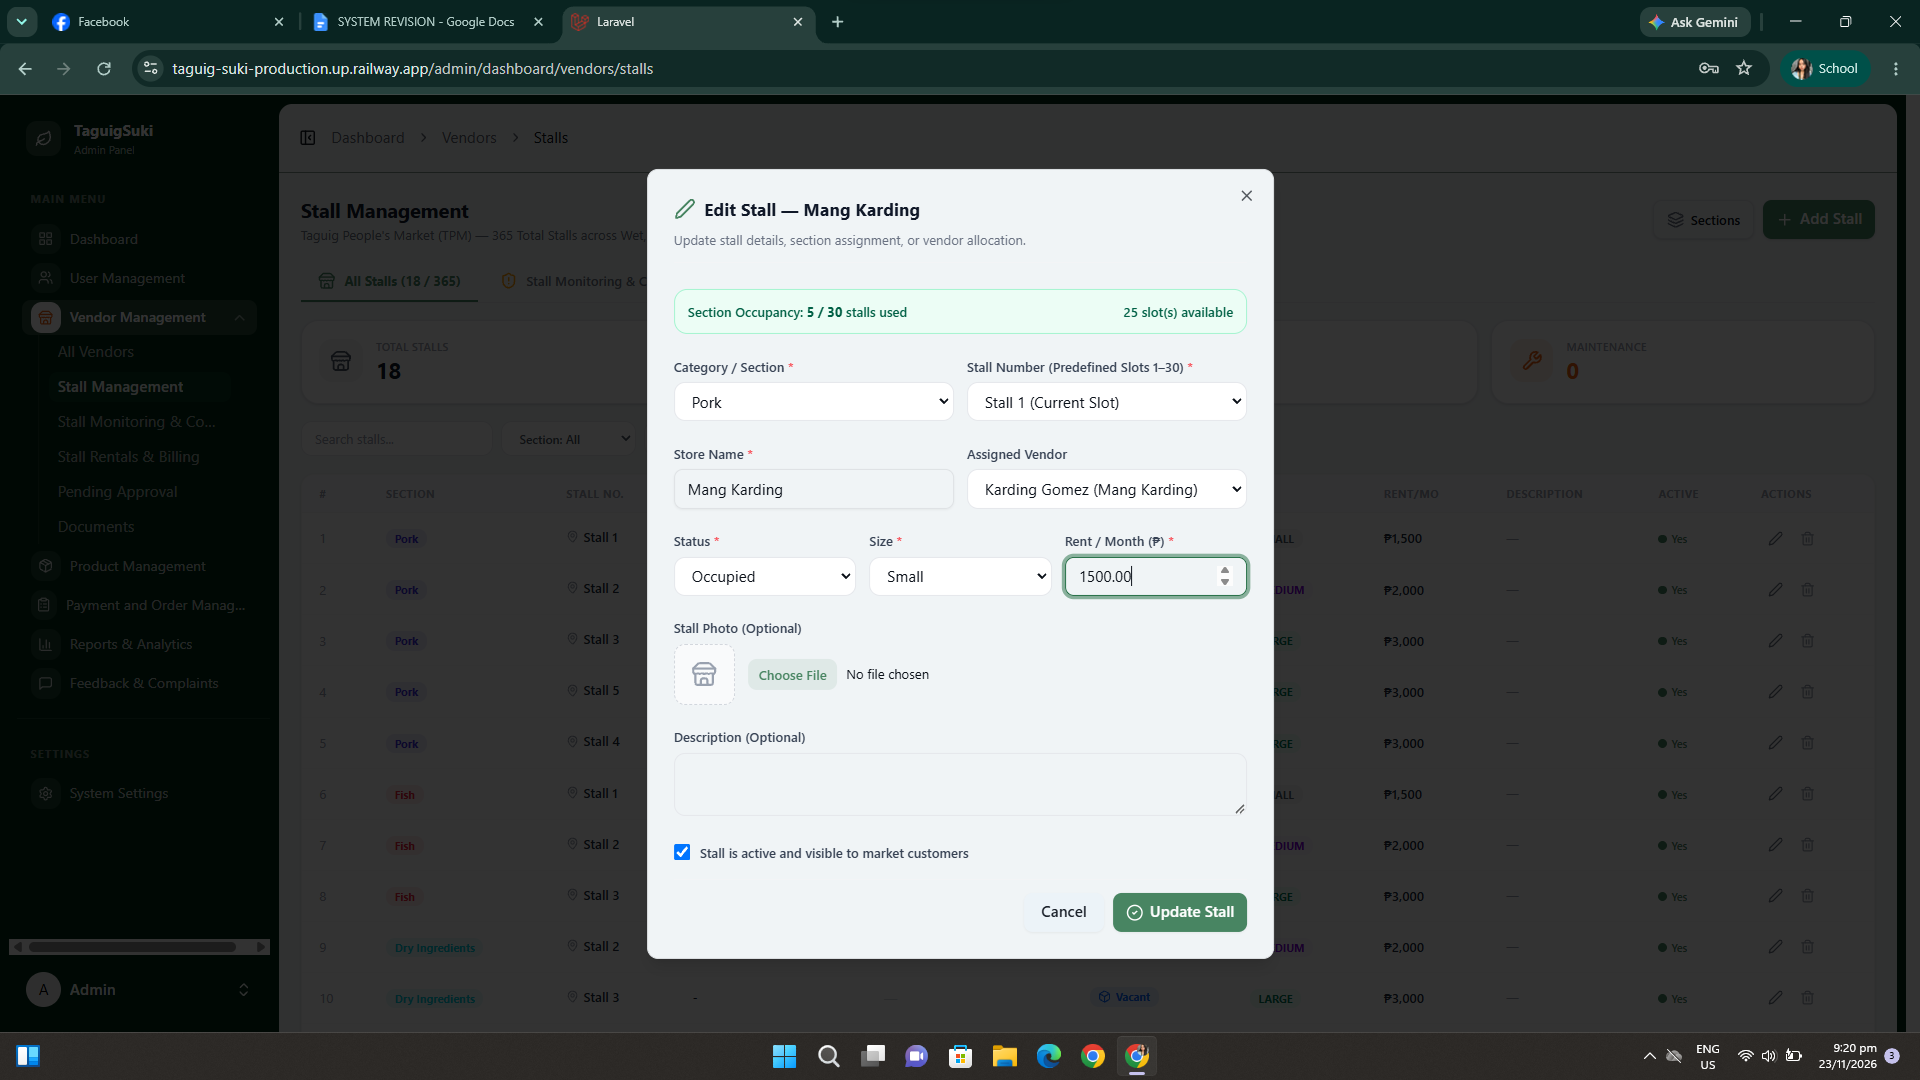 Facebook
SYSTEM REVISION - Google Docs
Laravel
Ask Gemini
taguig-suki-production.up.railway.app/admin/dashboard/vendors/stalls
School
TaguigSuki
Admin Panel
MAIN MENU
Dashboard
User Management
Vendor Management
All Vendors
Stall Management
Stall Monitoring & Co...
Stall Rentals & Billing
Pending Approval
Documents
Product Management
Payment and Order Manag...
Reports & Analytics
Feedback & Complaints
SETTINGS
System Settings
A Admin
Dashboard > Vendors > Stalls
Stall Management
Taguig People's Market (TPM) — 365 Total Stalls across Wet,
Sections
+ Add Stall
All Stalls (18 / 365)
Stall Monitoring & C
TOTAL STALLS
18
MAINTENANCE
0
Search stalls...
Section: All
# SECTION STALL NO. RENT/MO DESCRIPTION ACTIVE ACTIONS
1 Pork Stall 1 ALL ₱1,500 — Yes
2 Pork Stall 2 DIUM ₱2,000 — Yes
3 Pork Stall 3 RGE ₱3,000 — Yes
4 Pork Stall 5 RGE ₱3,000 — Yes
5 Pork Stall 4 RGE ₱3,000 — Yes
6 Fish Stall 1 ALL ₱1,500 — Yes
7 Fish Stall 2 DIUM ₱2,000 — Yes
8 Fish Stall 3 RGE ₱3,000 — Yes
9 Dry Ingredients Stall 2 DIUM ₱2,000 — Yes
10 Dry Ingredients Stall 3 - — Vacant LARGE ₱3,000 — Yes
Edit Stall — Mang Karding
Update stall details, section assignment, or vendor allocation.
Section Occupancy: 5 / 30 stalls used 25 slot(s) available
Category / Section * Stall Number (Predefined Slots 1–30) *
Pork Stall 1 (Current Slot)
Store Name * Assigned Vendor
Mang Karding Karding Gomez (Mang Karding)
Status * Size * Rent / Month (₱) *
Occupied Small 1500.00
Stall Photo (Optional)
Choose File No file chosen
Description (Optional)
Stall is active and visible to market customers
Cancel Update Stall
ENG
US
9:20 pm
23/11/2026
3